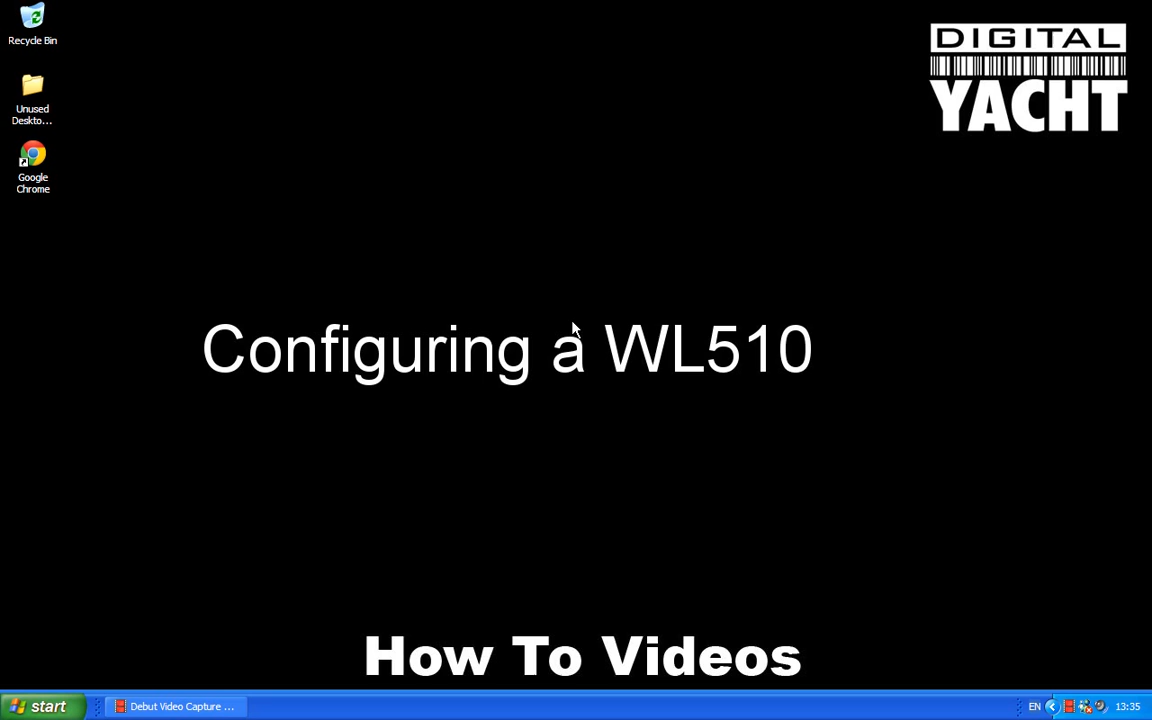 Recycle Bin
Unused
Deskto...
Google
Chrome
DIGITAL
YACHT
Configuring a WL510
How To Videos
start
Debut Video Capture ...
EN
13:35